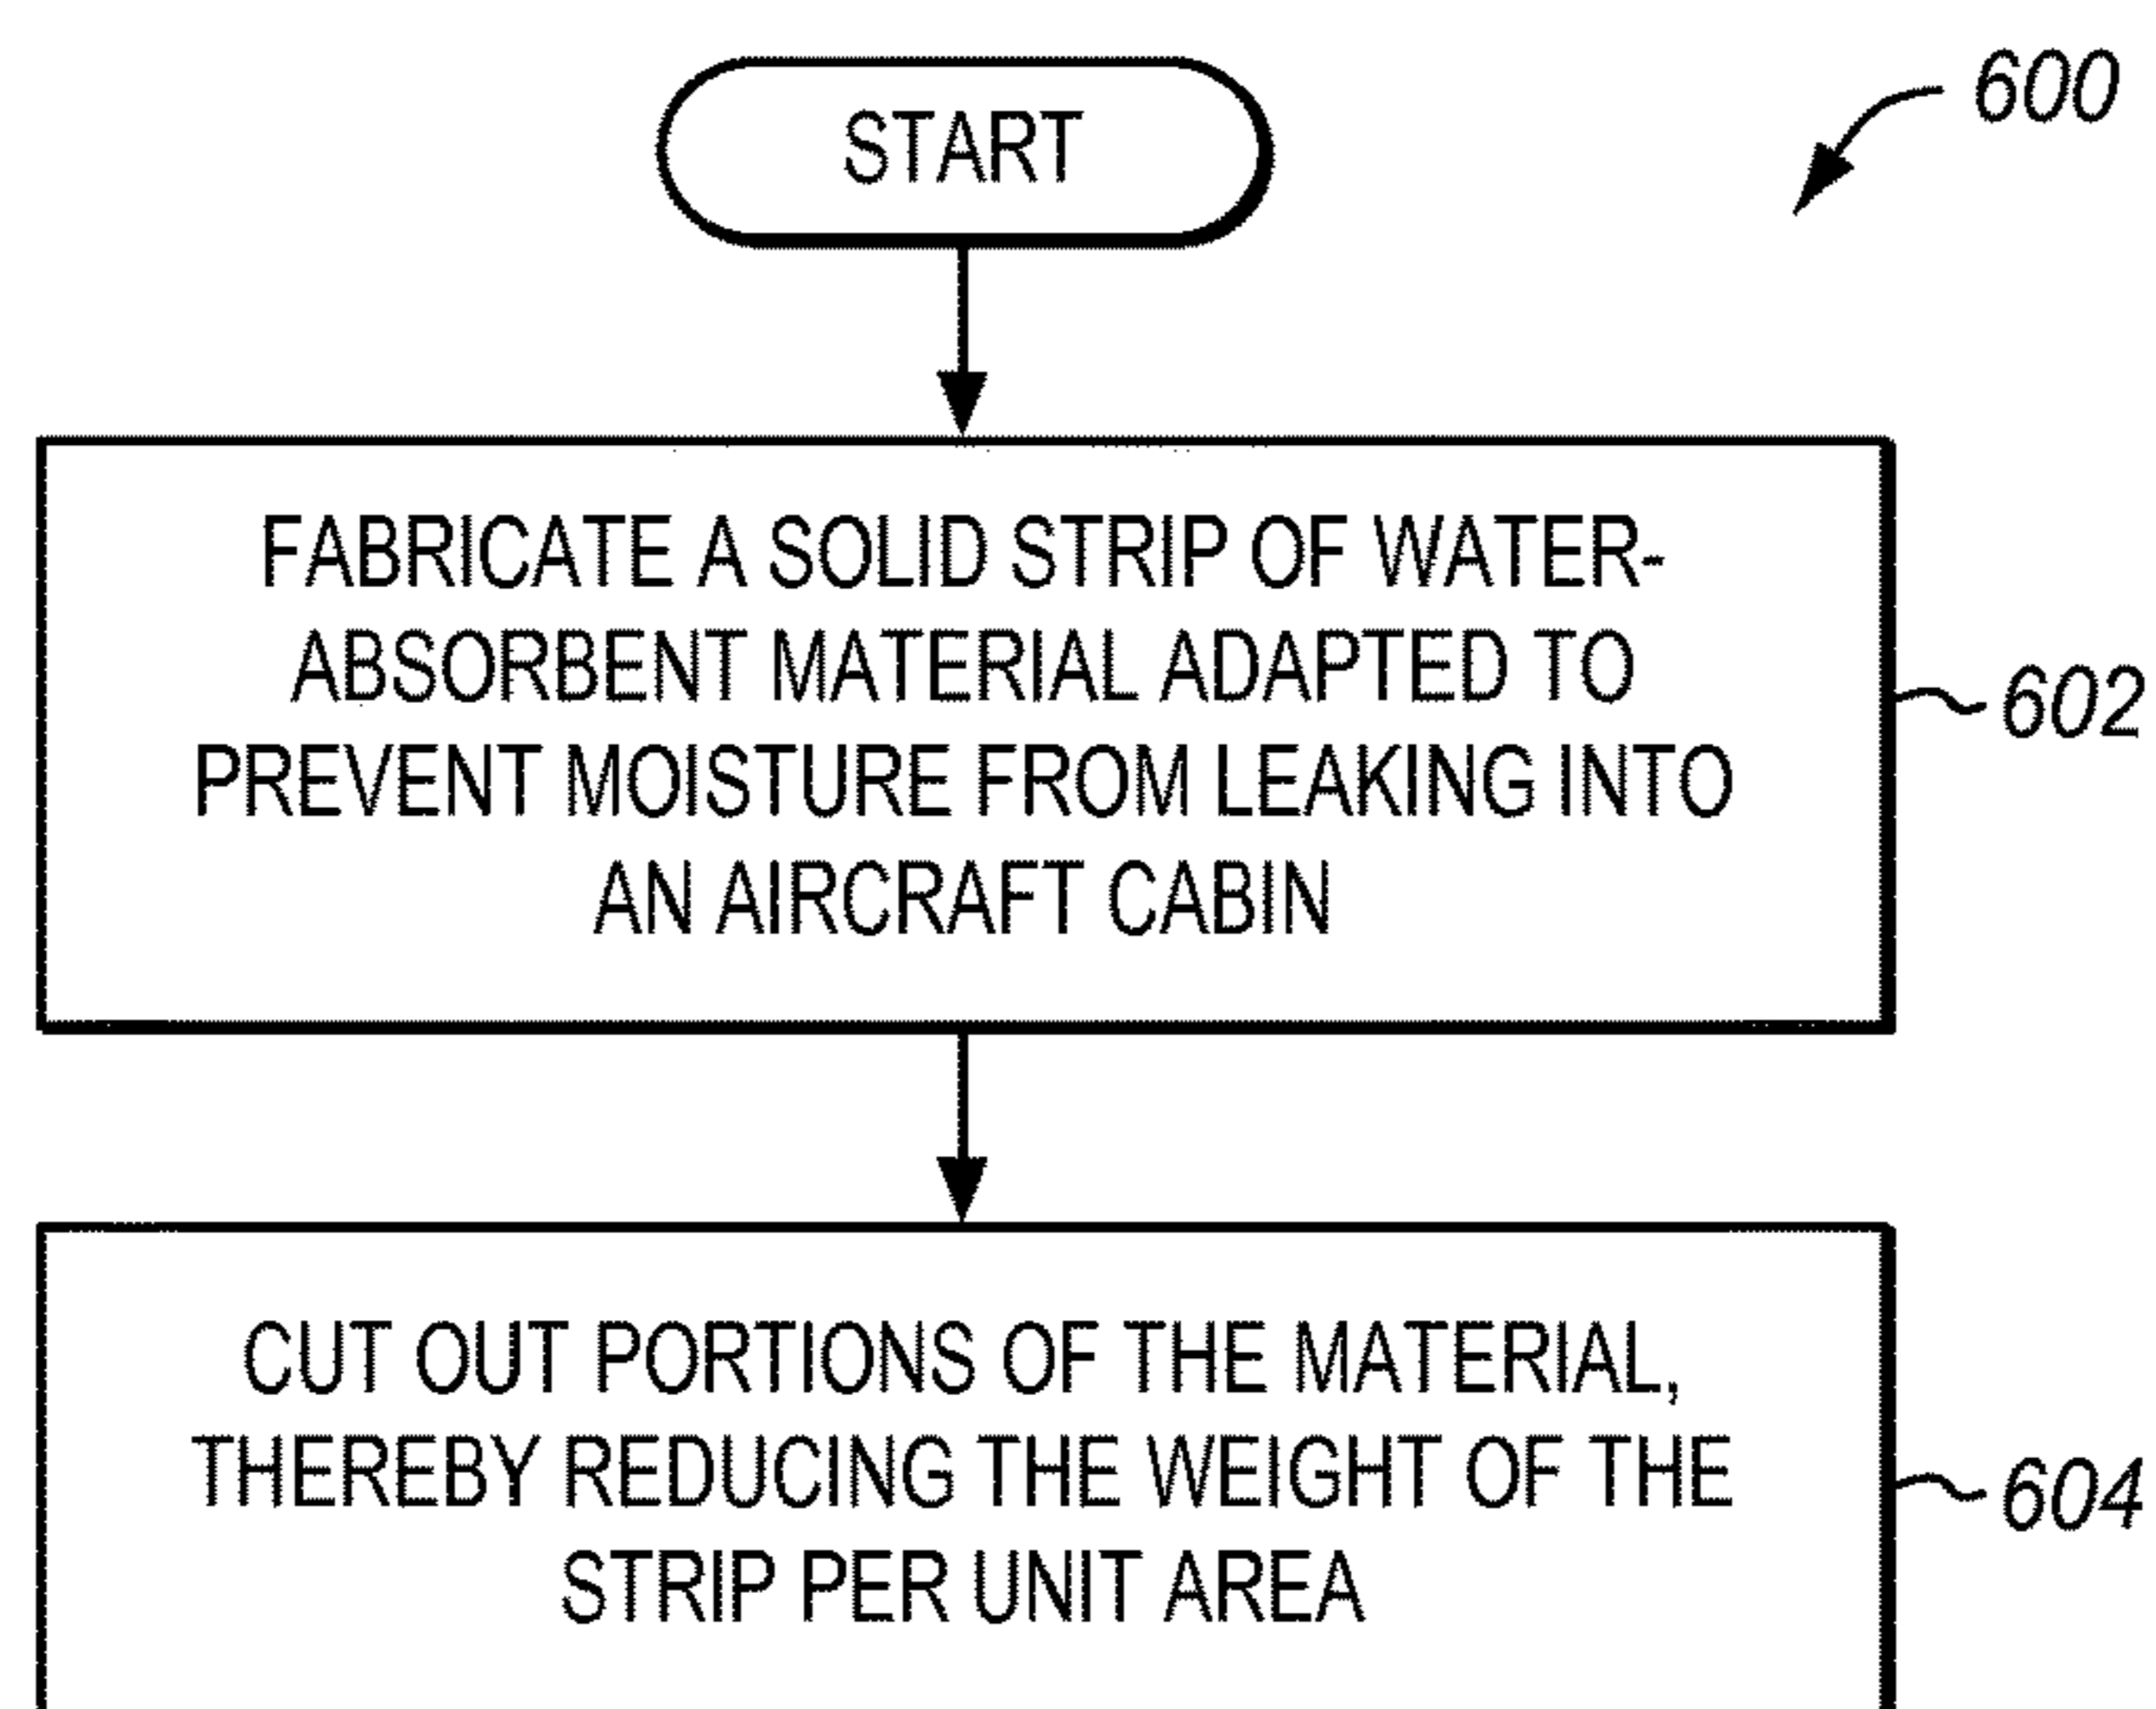 START
600
FABRICATE A SOLID STRIP OF WATER-
ABSORBENT MATERIAL ADAPTED TO
PREVENT MOISTURE FROM LEAKING INTO
AN AIRCRAFT CABIN
602
CUT OUT PORTIONS OF THE MATERIAL,
THEREBY REDUCING THE WEIGHT OF THE
STRIP PER UNIT AREA
604